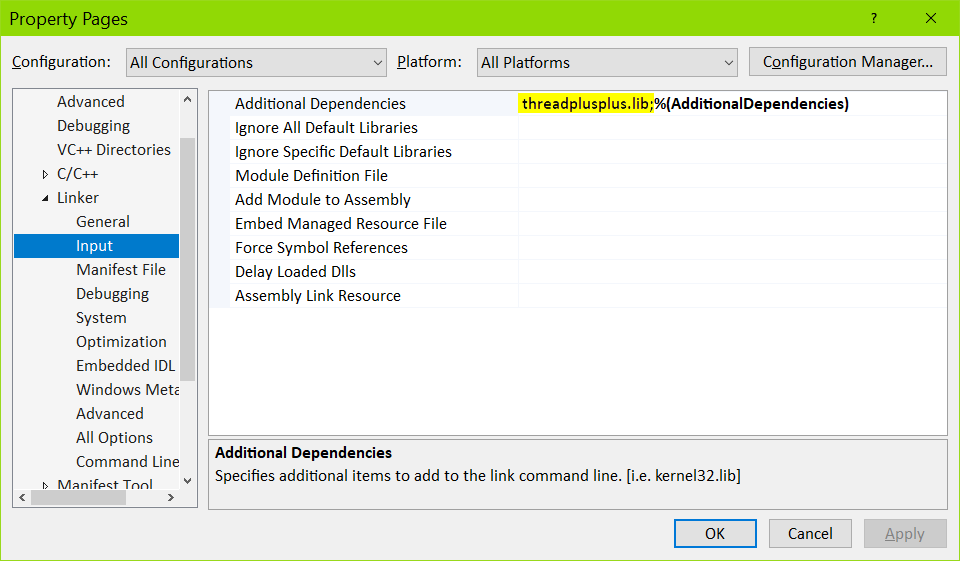 Property Pages
?
Configuration: All Configurations Platform: All Platforms Configuration Manager...
Advanced
Debugging
VC++ Directories
C/C++
Linker
General
Input
Manifest File
Debugging
System
Optimization
Embedded IDL
Windows Meta
Advanced
All Options
Command Line
Manifest Tool
Additional Dependencies threadplusplus.lib;%(AdditionalDependencies)
Ignore All Default Libraries
Ignore Specific Default Libraries
Module Definition File
Add Module to Assembly
Embed Managed Resource File
Force Symbol References
Delay Loaded Dlls
Assembly Link Resource
Additional Dependencies
Specifies additional items to add to the link command line. [i.e. kernel32.lib]
OK Cancel Apply